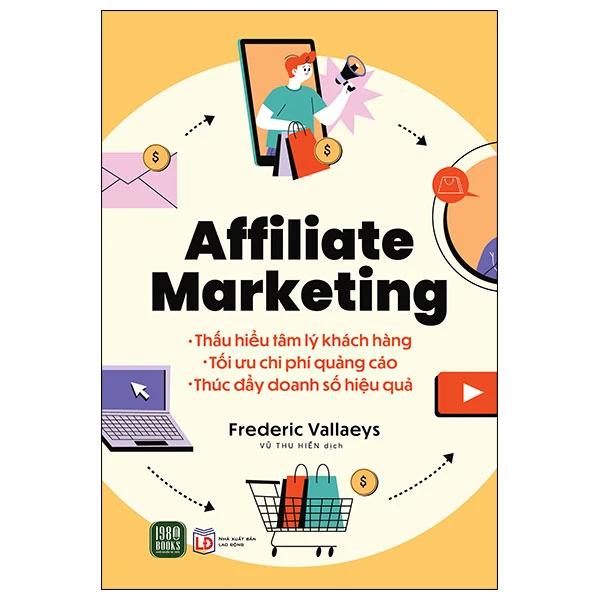 $
$
Affiliate
Marketing
• Thấu hiểu tâm lý khách hàng
• Tối ưu chi phí quảng cáo
• Thúc đẩy doanh số hiệu quả
Frederic Vallaeys
VŨ THU HIỀN dịch
$
1980
BOOKS
LĐ
NHÀ XUẤT BẢN
LAO ĐỘNG